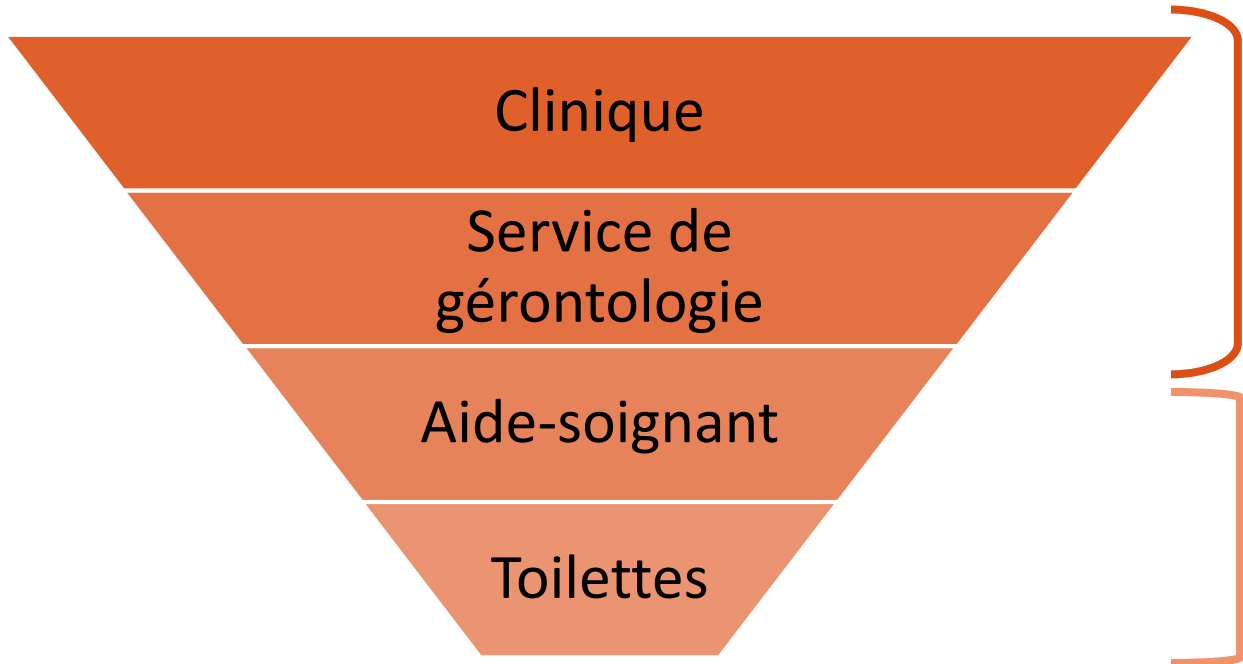 Clinique
Service de
gérontologie
Aide-soignant
Toilettes